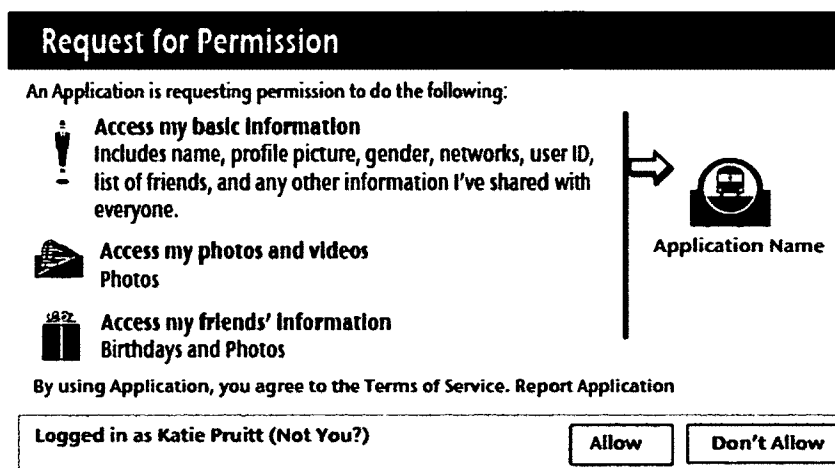 Request for Permission
An Application is requesting permission to do the following:
Access my basic information
Includes name, profile picture, gender, networks, user ID,
list of friends, and any other information I've shared with
everyone.
Access my photos and videos
Photos
Application Name
Access my friends' information
Birthdays and Photos
By using Application, you agree to the Terms of Service. Report Application
Logged in as Katie Pruitt (Not You?)
Allow
Don't Allow